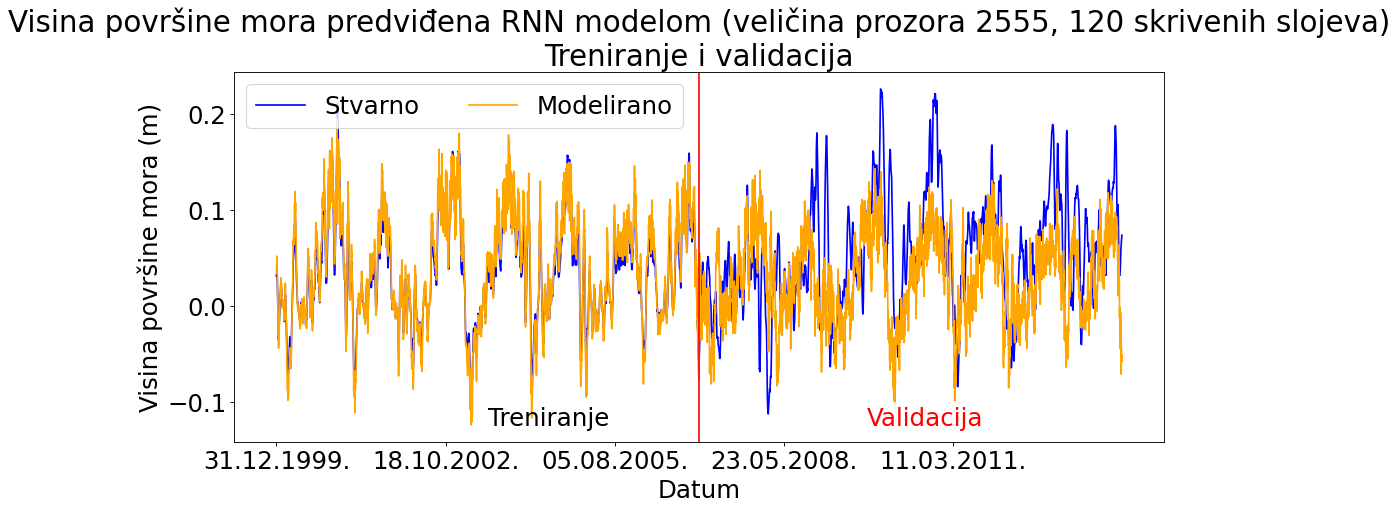 Visina površine mora predviđena RNN modelom (veličina prozora 2555, 120 skrivenih slojeva)
Treniranje i validacija
Stvarno Modelirano
Visina površine mora (m)
0.2
0.1
0.0
−0.1
Treniranje Validacija
31.12.1999. 18.10.2002. 05.08.2005. 23.05.2008. 11.03.2011.
Datum